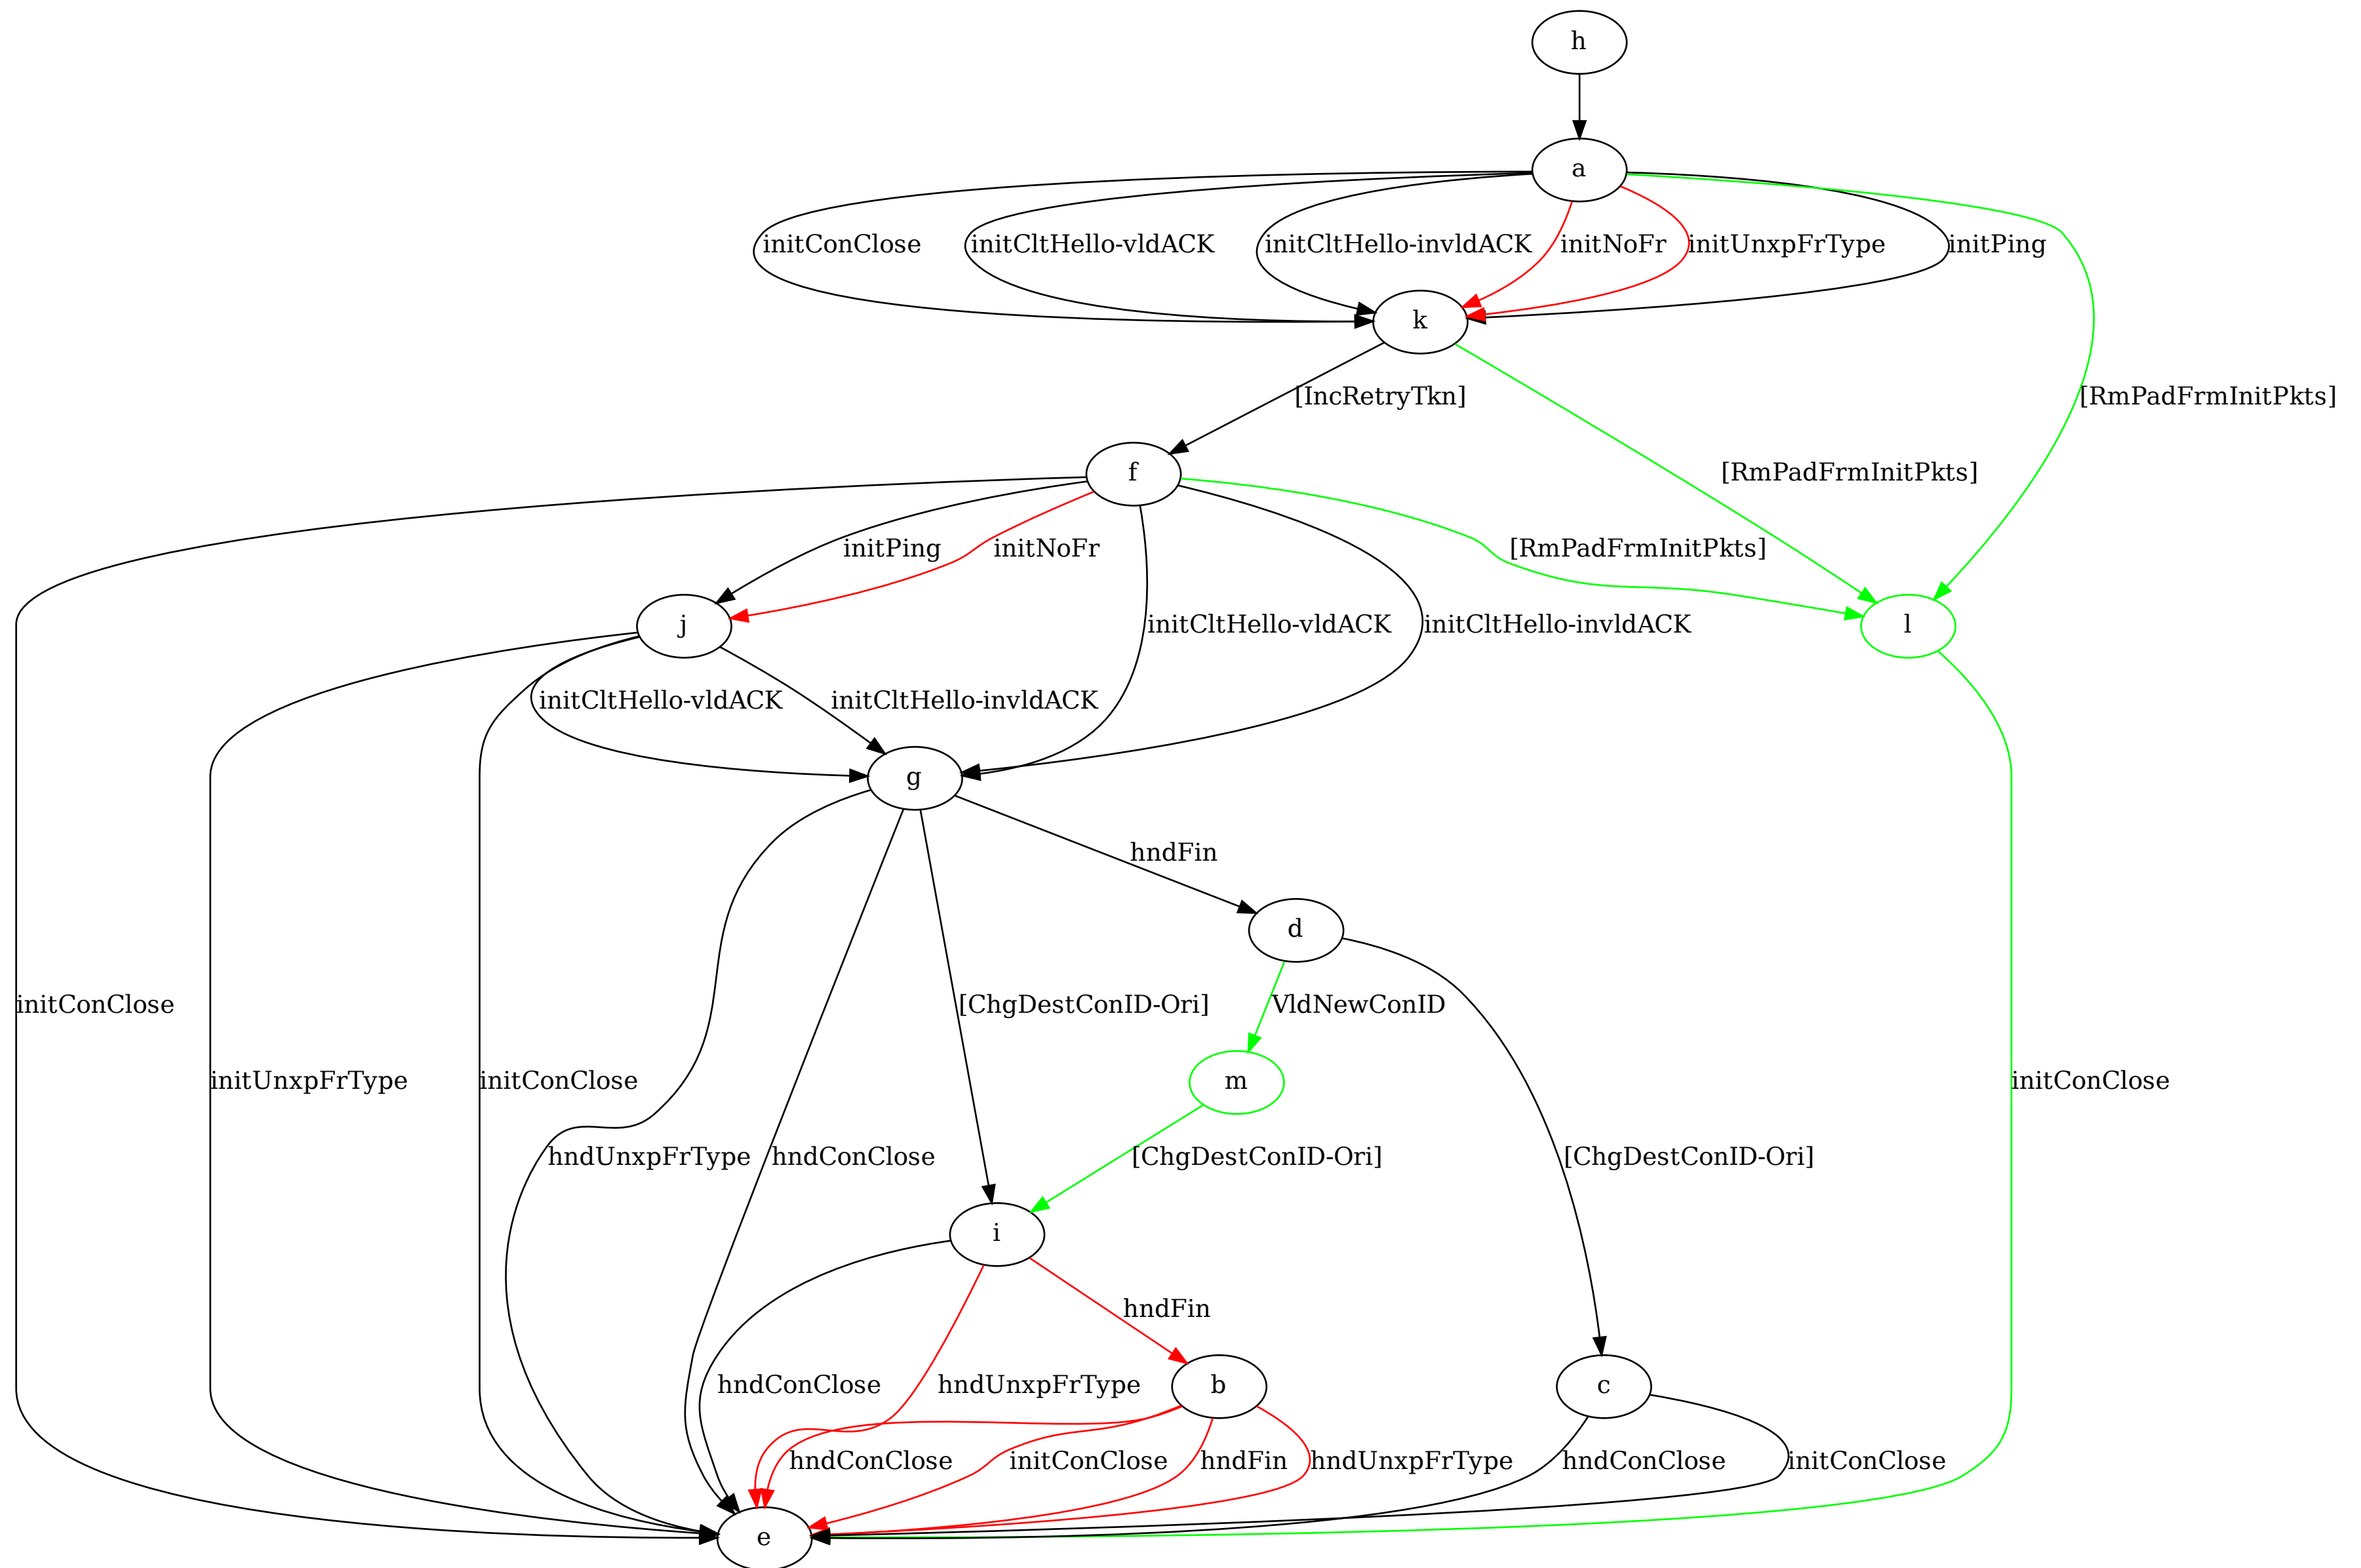 h
a
initConClose
initCltHello-vldACK
initCltHello-invldACK
initNoFr
initUnxpFrType
initPing
k
[IncRetryTkn]
[RmPadFrmInitPkts]
f
[RmPadFrmInitPkts]
initPing
initNoFr
[RmPadFrmInitPkts]
j
initCltHello-vldACK
initCltHello-invldACK
l
initCltHello-vldACK
initCltHello-invldACK
g
hndFin
d
initConClose
[ChgDestConID-Ori]
VldNewConID
initUnxpFrType
initConClose
m
initConClose
hndUnxpFrType
hndConClose
[ChgDestConID-Ori]
[ChgDestConID-Ori]
i
hndFin
hndConClose
hndUnxpFrType
b
c
hndConClose
initConClose
hndFin
hndUnxpFrType
hndConClose
initConClose
e